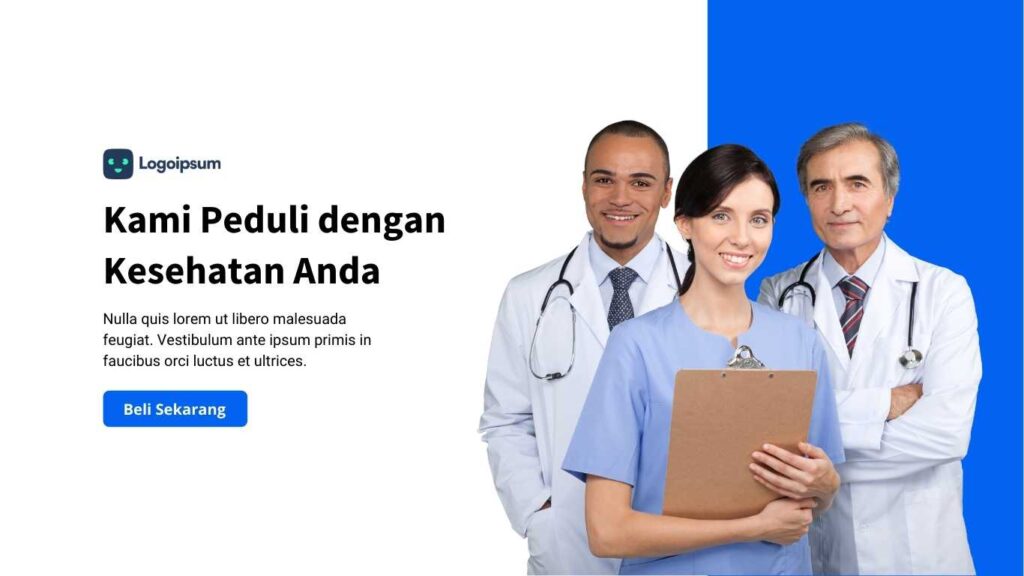 Logoipsum
Kami Peduli dengan
Kesehatan Anda
Nulla quis lorem ut libero malesuada
feugiat. Vestibulum ante ipsum primis in
faucibus orci luctus et ultrices.
Beli Sekarang